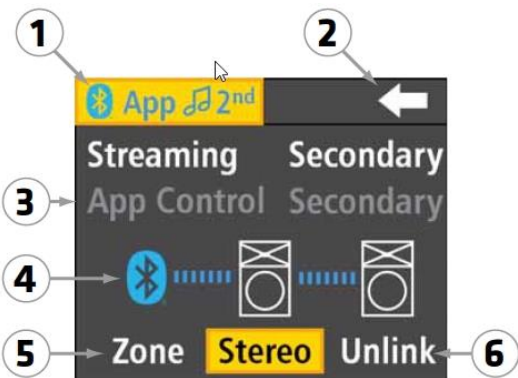 1
2
App 2nd
Streaming Secondary
3
App Control Secondary
4
5
Zone Stereo Unlink
6